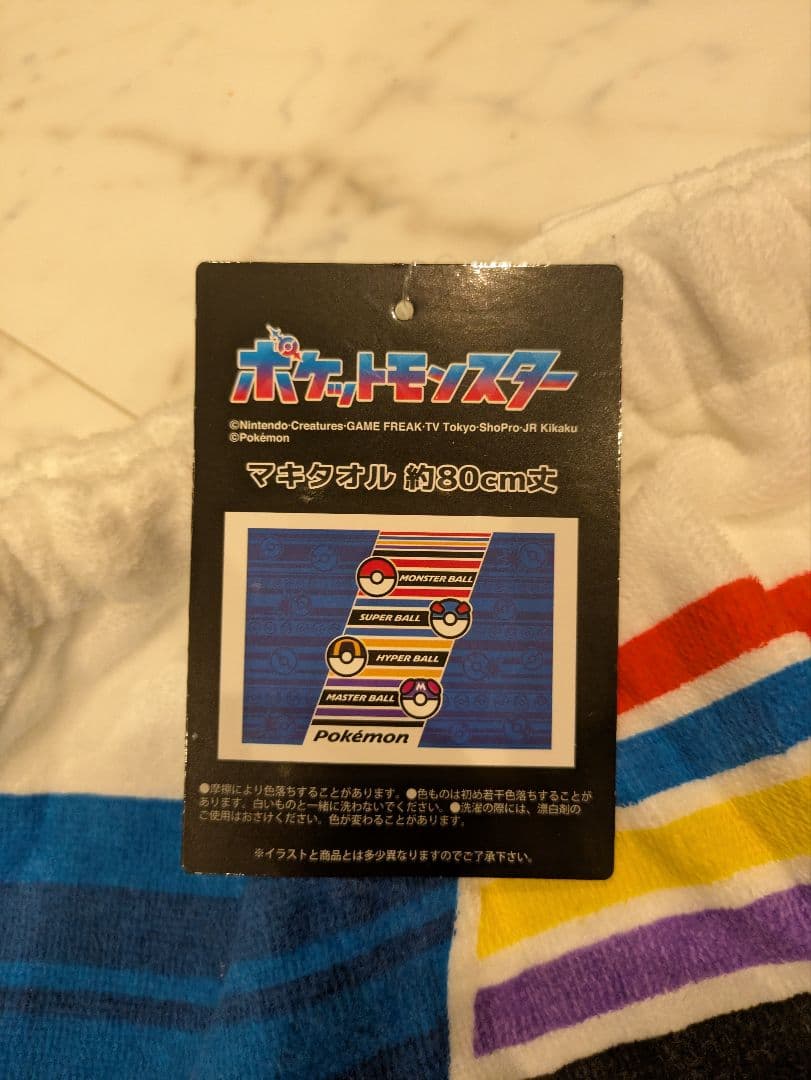 ポケットモンスター
©Nintendo·Creatures·GAME FREAK·TV Tokyo·ShoPro·JR Kikaku
©Pokémon
マキタオル 約80cm丈
MONSTER BALL
SUPER BALL
HYPER BALL
MASTER BALL
Pokémon
●摩擦により色落ちすることがあります。●色ものは初め若干色落ちすることが
あります。白いものと一緒に洗わないでください。●洗濯の際には、漂白剤の
ご使用はおさけください。色が変わることがあります。
※イラストと商品とは多少異なりますのでご了承下さい。